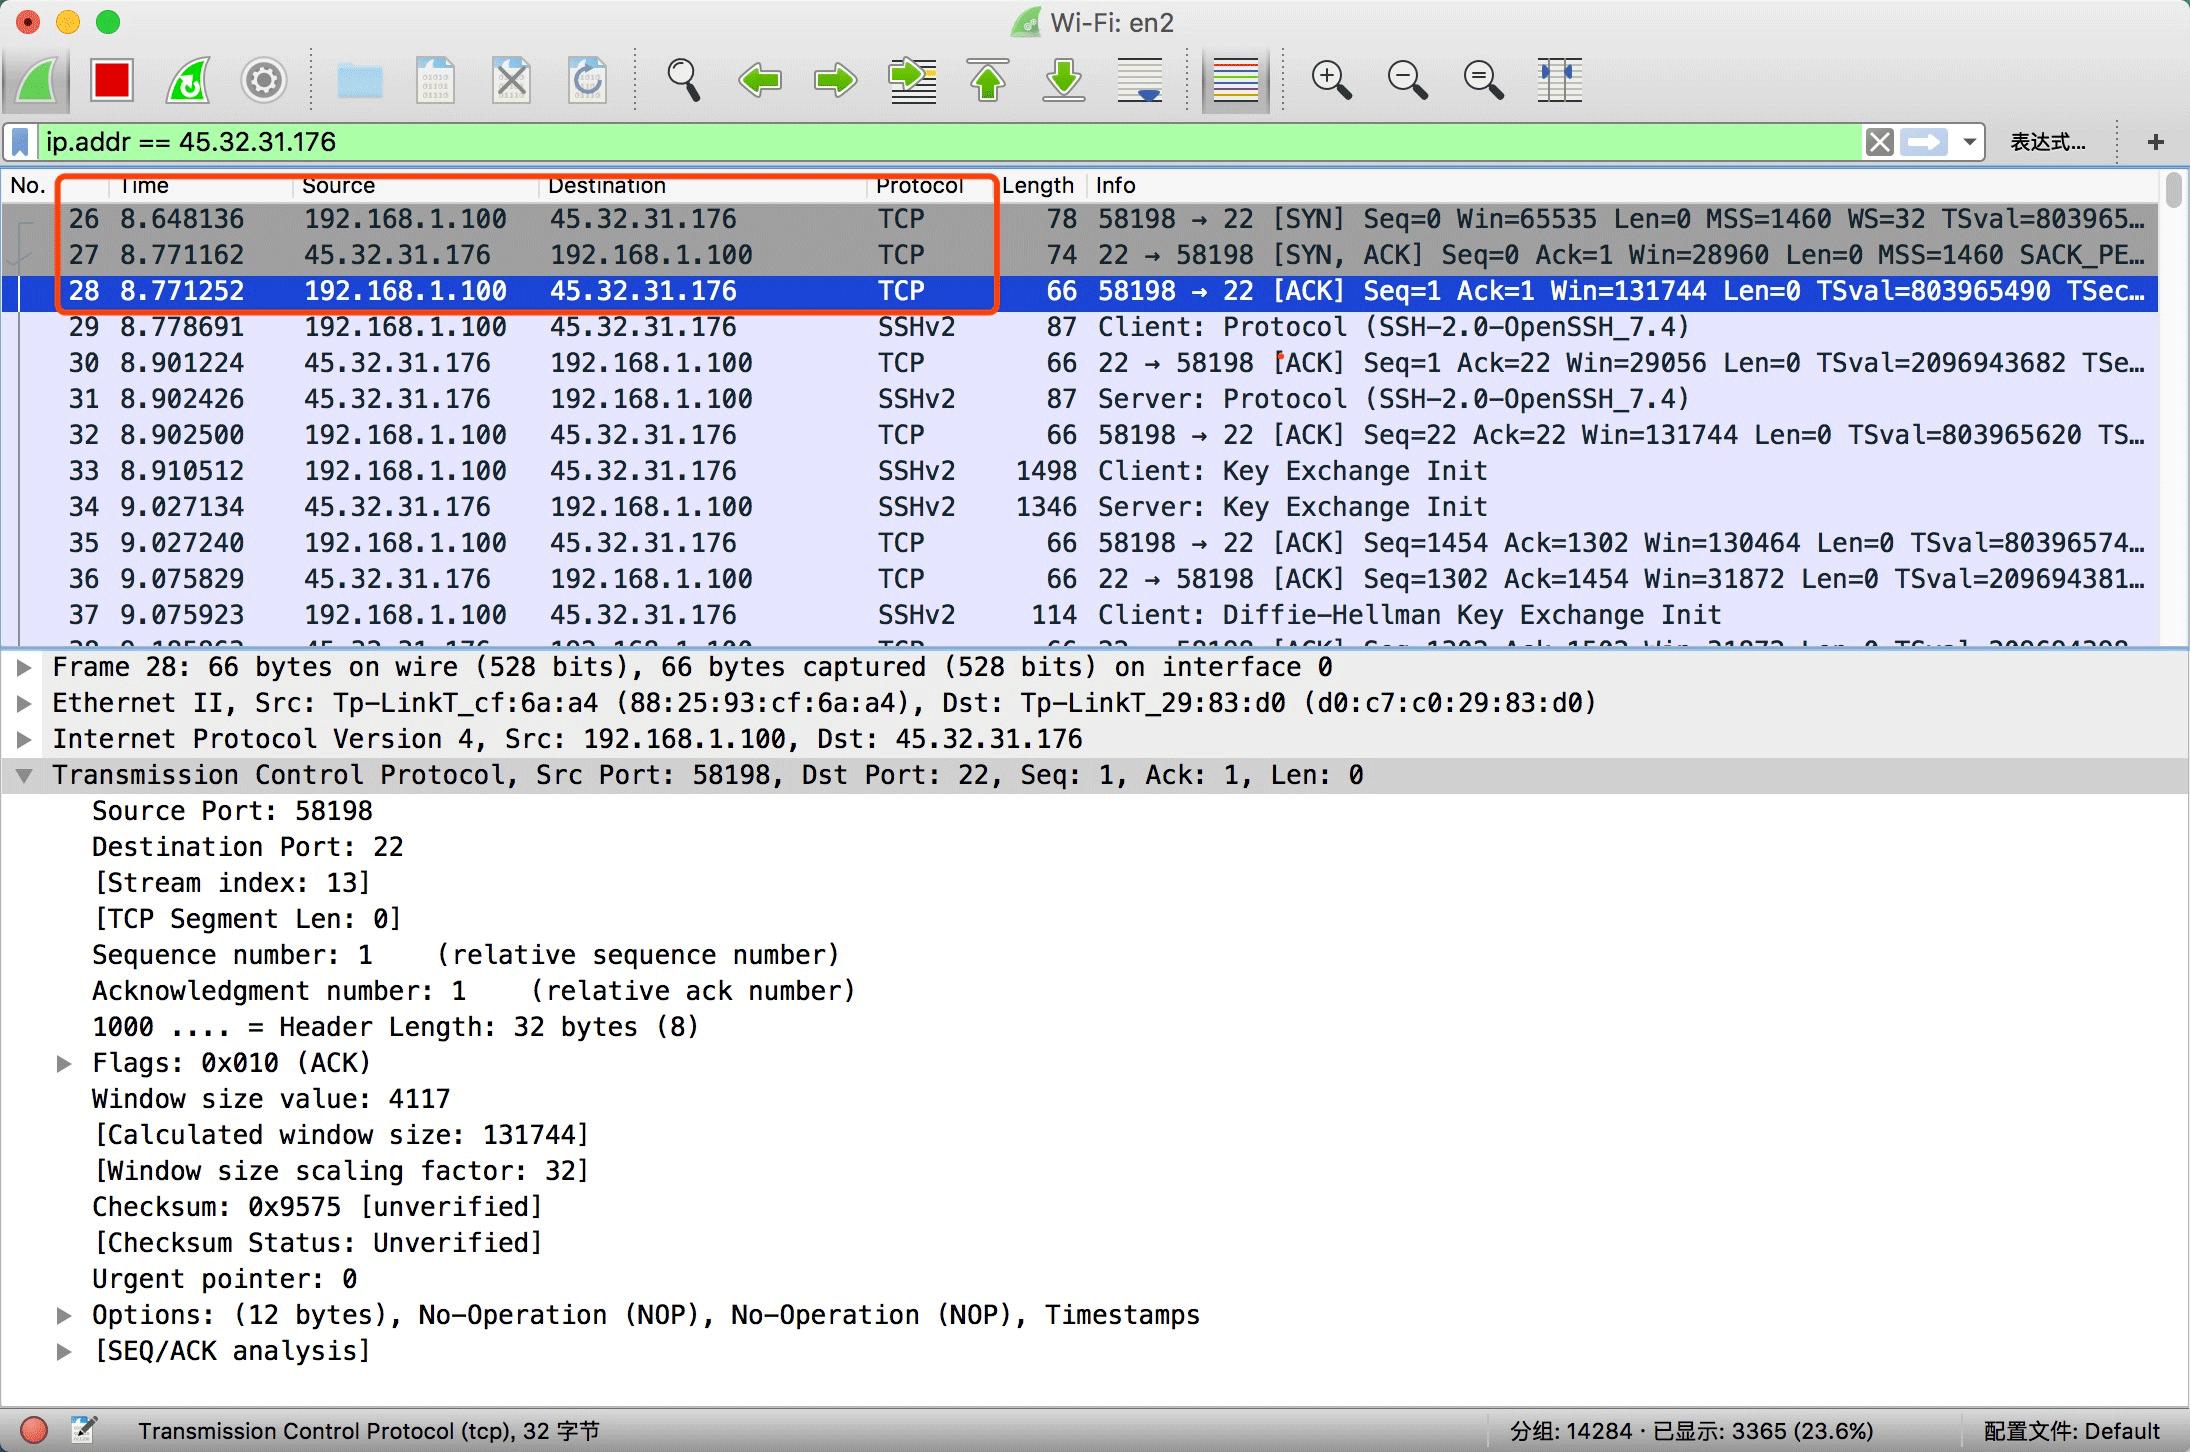 Wi-Fi: en2
ip.addr == 45.32.31.176 表达式… +
No. Time Source Destination Protocol Length Info
26 8.648136 192.168.1.100 45.32.31.176 TCP 78 58198 → 22 [SYN] Seq=0 Win=65535 Len=0 MSS=1460 WS=32 TSval=803965…
27 8.771162 45.32.31.176 192.168.1.100 TCP 74 22 → 58198 [SYN, ACK] Seq=0 Ack=1 Win=28960 Len=0 MSS=1460 SACK_PE…
28 8.771252 192.168.1.100 45.32.31.176 TCP 66 58198 → 22 [ACK] Seq=1 Ack=1 Win=131744 Len=0 TSval=803965490 TSec…
29 8.778691 192.168.1.100 45.32.31.176 SSHv2 87 Client: Protocol (SSH-2.0-OpenSSH_7.4)
30 8.901224 45.32.31.176 192.168.1.100 TCP 66 22 → 58198 [ACK] Seq=1 Ack=22 Win=29056 Len=0 TSval=2096943682 TSe…
31 8.902426 45.32.31.176 192.168.1.100 SSHv2 87 Server: Protocol (SSH-2.0-OpenSSH_7.4)
32 8.902500 192.168.1.100 45.32.31.176 TCP 66 58198 → 22 [ACK] Seq=22 Ack=22 Win=131744 Len=0 TSval=803965620 TS…
33 8.910512 192.168.1.100 45.32.31.176 SSHv2 1498 Client: Key Exchange Init
34 9.027134 45.32.31.176 192.168.1.100 SSHv2 1346 Server: Key Exchange Init
35 9.027240 192.168.1.100 45.32.31.176 TCP 66 58198 → 22 [ACK] Seq=1454 Ack=1302 Win=130464 Len=0 TSval=80396574…
36 9.075829 45.32.31.176 192.168.1.100 TCP 66 22 → 58198 [ACK] Seq=1302 Ack=1454 Win=31872 Len=0 TSval=209694381…
37 9.075923 192.168.1.100 45.32.31.176 SSHv2 114 Client: Diffie-Hellman Key Exchange Init
Frame 28: 66 bytes on wire (528 bits), 66 bytes captured (528 bits) on interface 0
Ethernet II, Src: Tp-LinkT_cf:6a:a4 (88:25:93:cf:6a:a4), Dst: Tp-LinkT_29:83:d0 (d0:c7:c0:29:83:d0)
Internet Protocol Version 4, Src: 192.168.1.100, Dst: 45.32.31.176
Transmission Control Protocol, Src Port: 58198, Dst Port: 22, Seq: 1, Ack: 1, Len: 0
Source Port: 58198
Destination Port: 22
[Stream index: 13]
[TCP Segment Len: 0]
Sequence number: 1 (relative sequence number)
Acknowledgment number: 1 (relative ack number)
1000 .... = Header Length: 32 bytes (8)
Flags: 0x010 (ACK)
Window size value: 4117
[Calculated window size: 131744]
[Window size scaling factor: 32]
Checksum: 0x9575 [unverified]
[Checksum Status: Unverified]
Urgent pointer: 0
Options: (12 bytes), No-Operation (NOP), No-Operation (NOP), Timestamps
[SEQ/ACK analysis]
Transmission Control Protocol (tcp), 32 字节 分组: 14284 · 已显示: 3365 (23.6%) 配置文件: Default